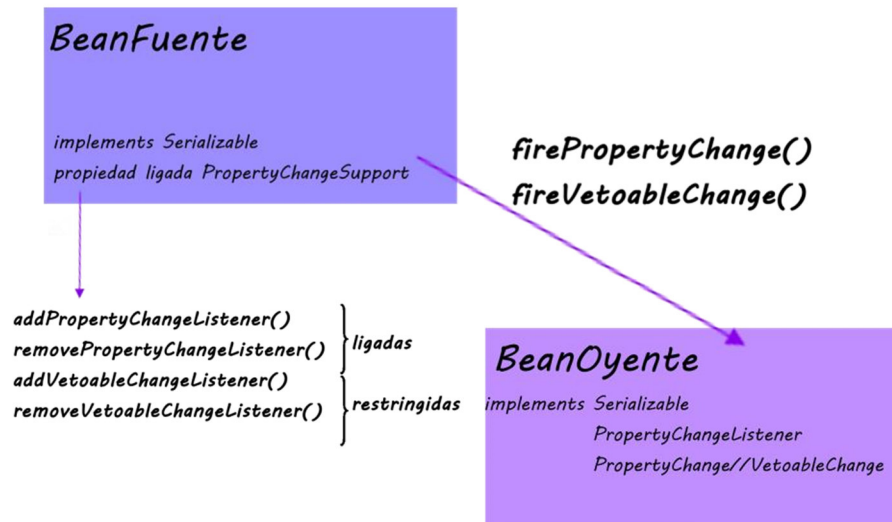 BeanFuente
implements Serializable
propiedad ligada PropertyChangeSupport
firePropertyChange()
fireVetoableChange()
addPropertyChangeListener()
removePropertyChangeListener()
ligadas
addVetoableChangeListener()
removeVetoableChangeListener()
restringidas
BeanOyente
implements Serializable
PropertyChangeListener
PropertyChange//VetoableChange